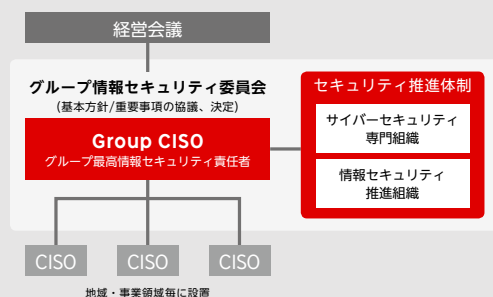 経営会議
グループ情報セキュリティ委員会
(基本方針/重要事項の協議、決定)
Group CISO
グループ最高情報セキュリティ責任者
セキュリティ推進体制
サイバーセキュリティ
専門組織
情報セキュリティ
推進組織
CISO
CISO
CISO
地域・事業領域毎に設置